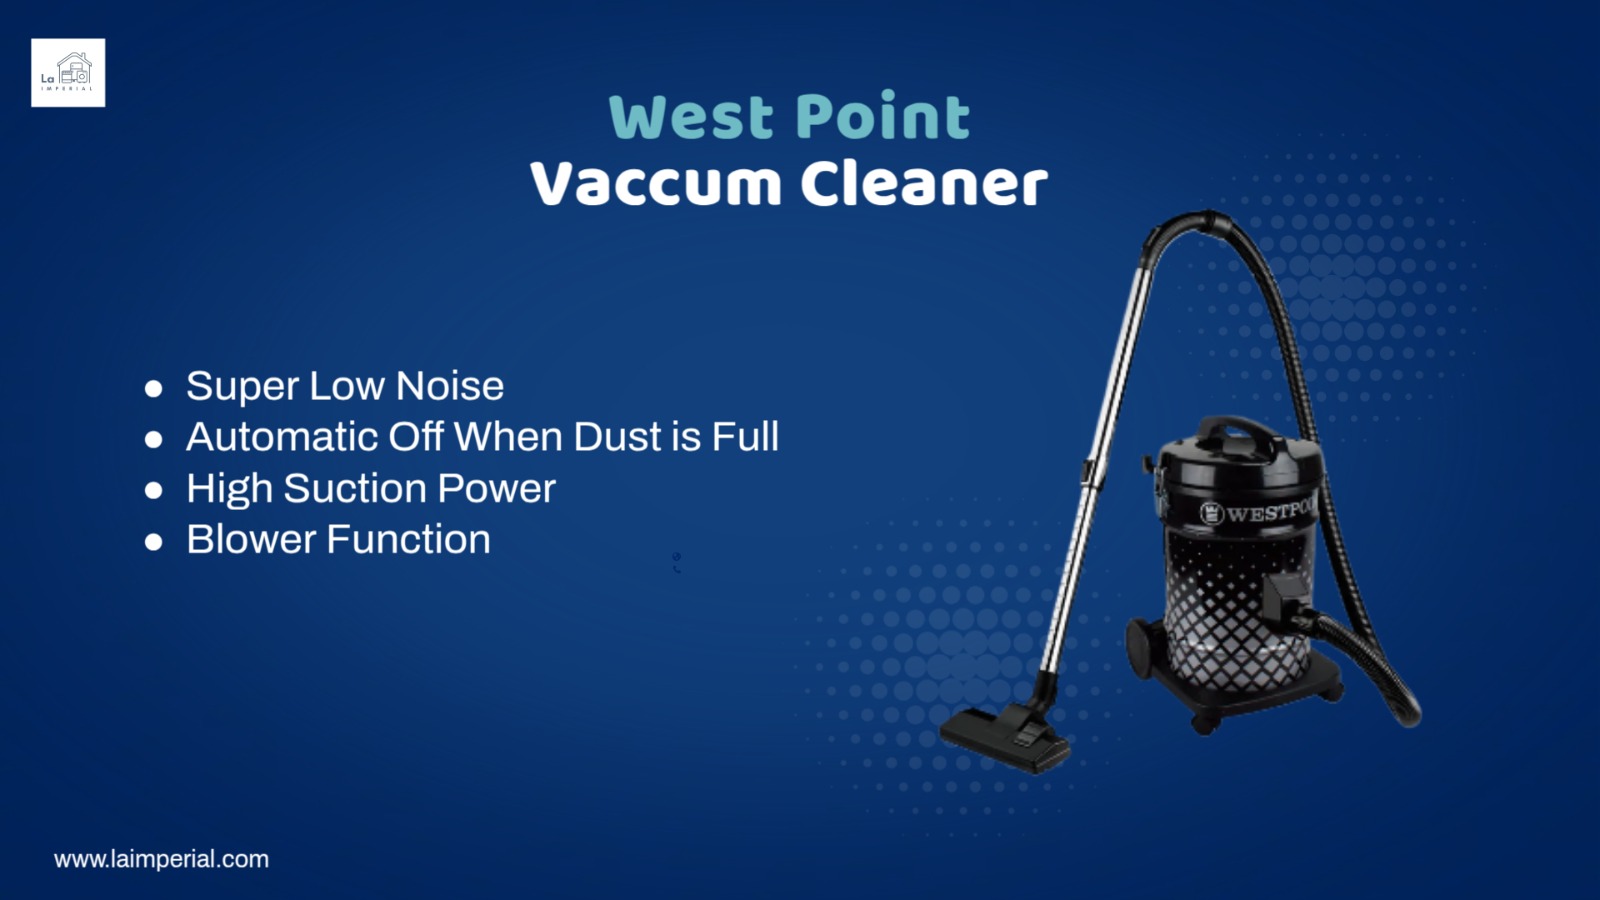 La
IMPERIAL
West Point
Vaccum Cleaner
● Super Low Noise
● Automatic Off When Dust is Full
● High Suction Power
● Blower Function
www.laimperial.com